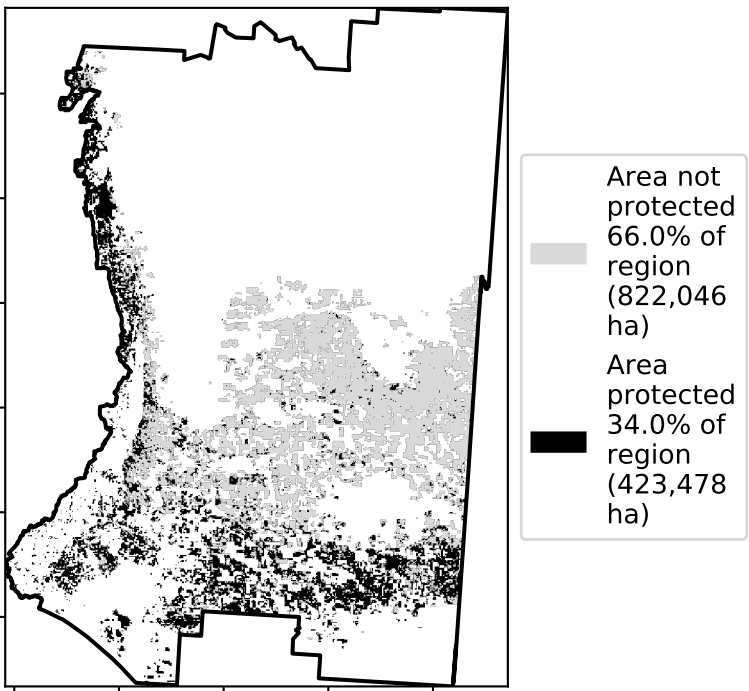 Area not
protected
66.0% of
region
(822,046
ha)
Area
protected
34.0% of
region
(423,478
ha)